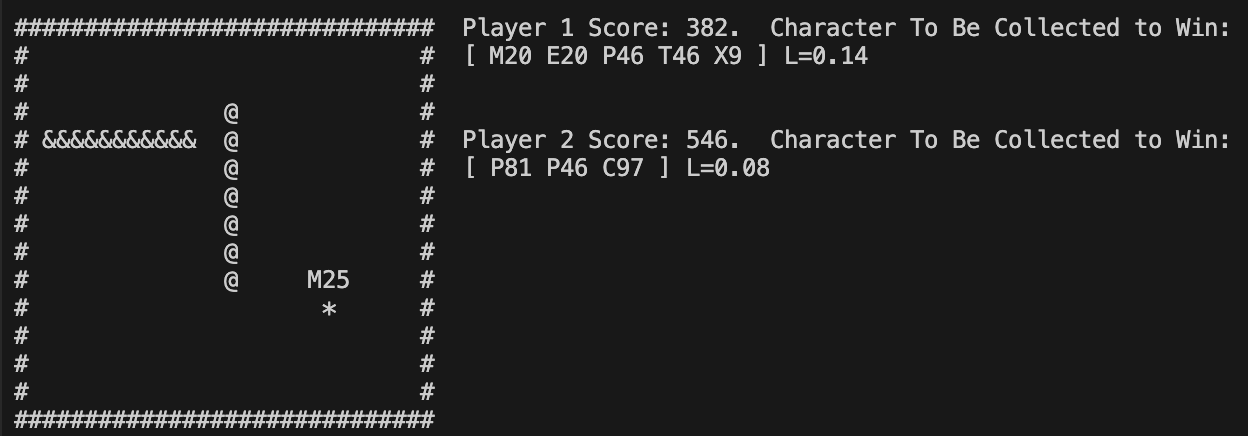 ##############################  Player 1 Score: 382.  Character To Be Collected to Win:
#                            #  [ M20 E20 P46 T46 X9 ] L=0.14
#                            #
#              @             #
# &&&&&&&&&&&  @             #  Player 2 Score: 546.  Character To Be Collected to Win:
#              @             #  [ P81 P46 C97 ] L=0.08
#              @             #
#              @             #
#              @             #
#              @     M25     #
#                     *      #
#                            #
#                            #
#                            #
##############################